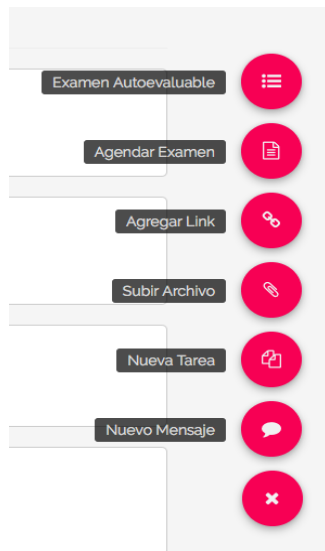 Examen Autoevaluable
Agendar Examen
Agregar Link
Subir Archivo
Nueva Tarea
Nuevo Mensaje